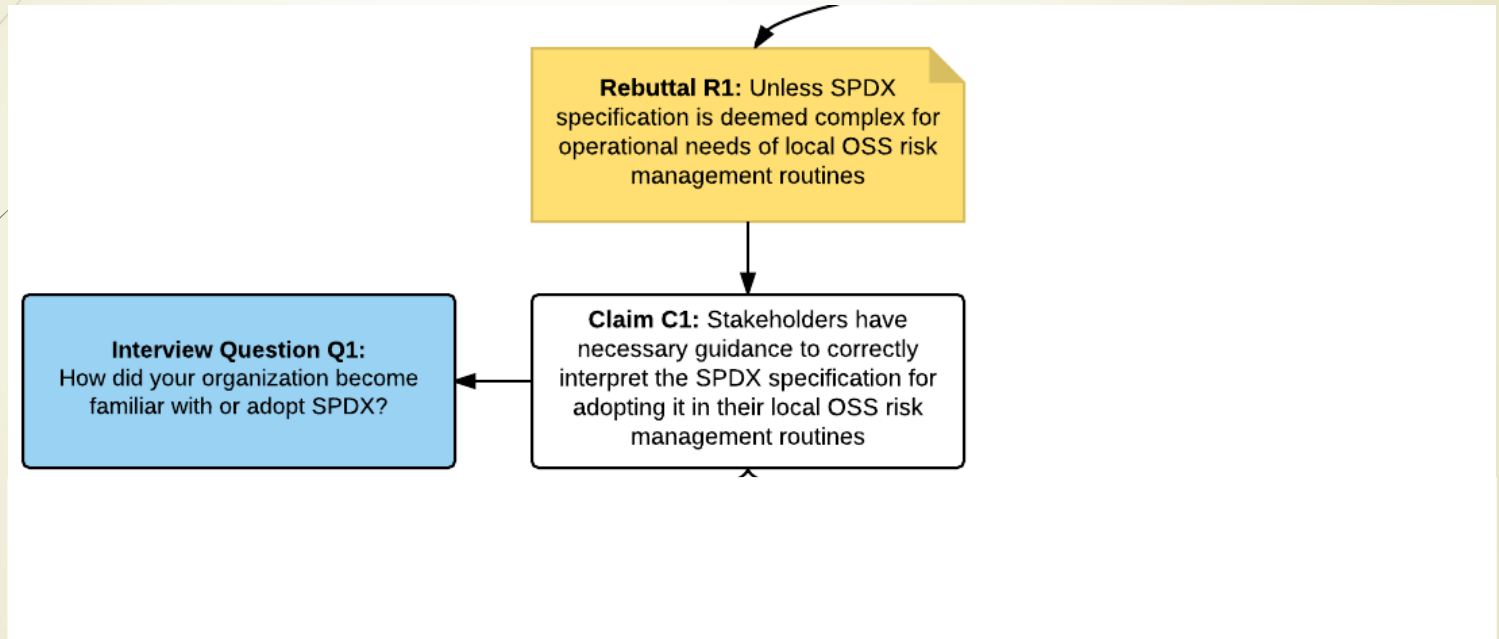 Rebuttal R1: Unless SPDX
specification is deemed complex for
operational needs of local OSS risk
management routines
Interview Question Q1:
How did your organization become
familiar with or adopt SPDX?
Claim C1: Stakeholders have
necessary guidance to correctly
interpret the SPDX specification for
adopting it in their local OSS risk
management routines